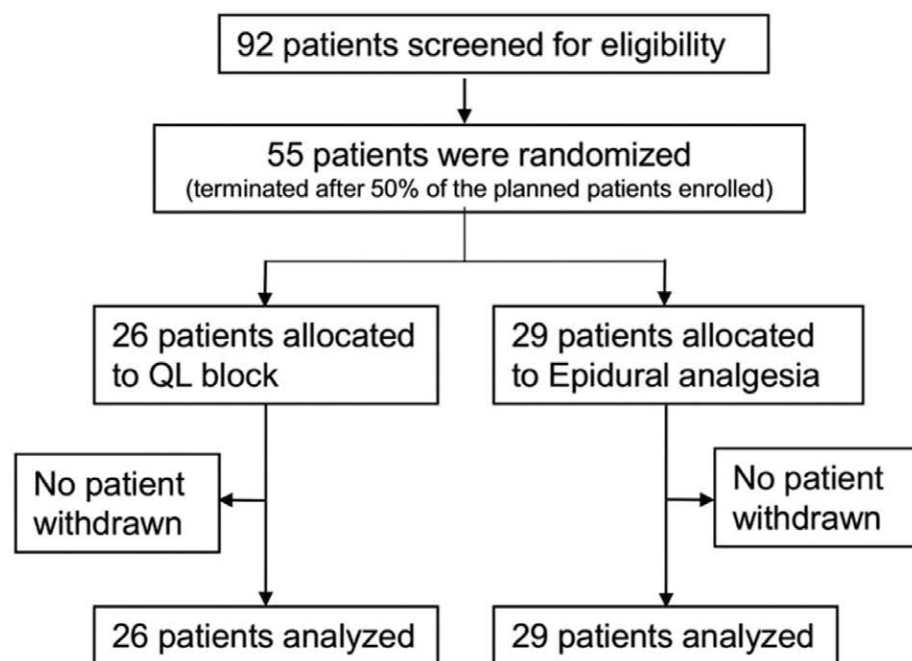 92 patients screened for eligibility
55 patients were randomized
(terminated after 50% of the planned patients enrolled)
26 patients allocated
to QL block
29 patients allocated
to Epidural analgesia
No patient
withdrawn
No patient
withdrawn
26 patients analyzed
29 patients analyzed